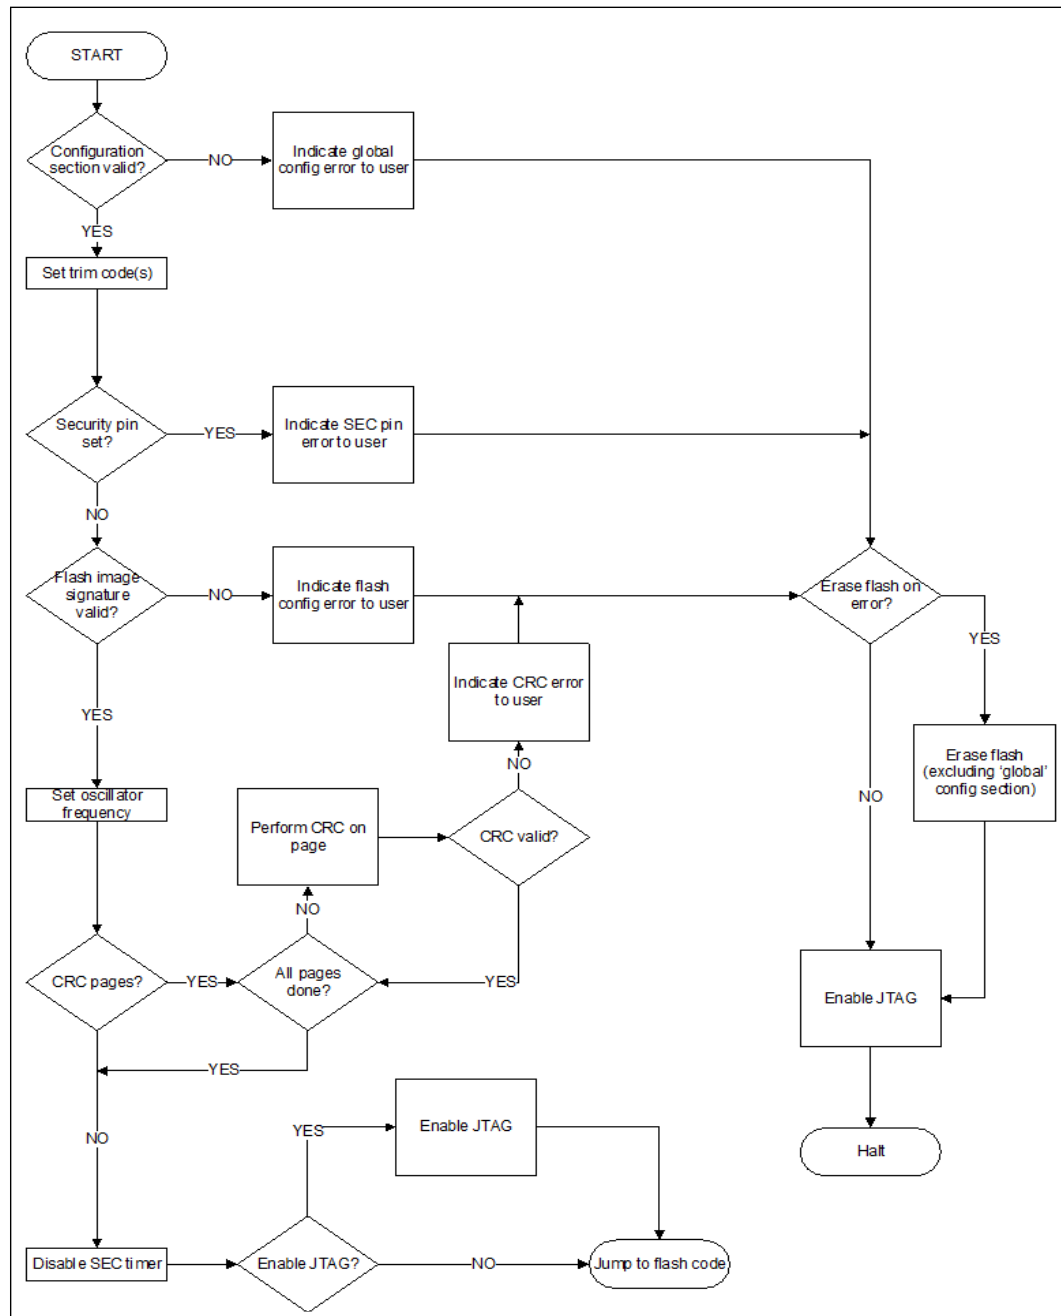 START
Configuration
section valid?
NO
Indicate global
config error to user
YES
Set trim code(s)
Security pin
set?
YES
Indicate SEC pin
error to user
NO
Flash image
signature
valid?
NO
Indicate flash
config error to user
Erase flash on
error?
YES
Indicate CRC error
to user
YES
Erase flash
(excluding ‘global’
config section)
NO
Set oscillator
frequency
NO
Perform CRC on
page
CRC valid?
NO
CRC pages?
YES
All pages
done?
YES
Enable JTAG
YES
NO
YES
Enable JTAG
Halt
Disable SEC timer
Enable JTAG?
NO
Jump to flash code